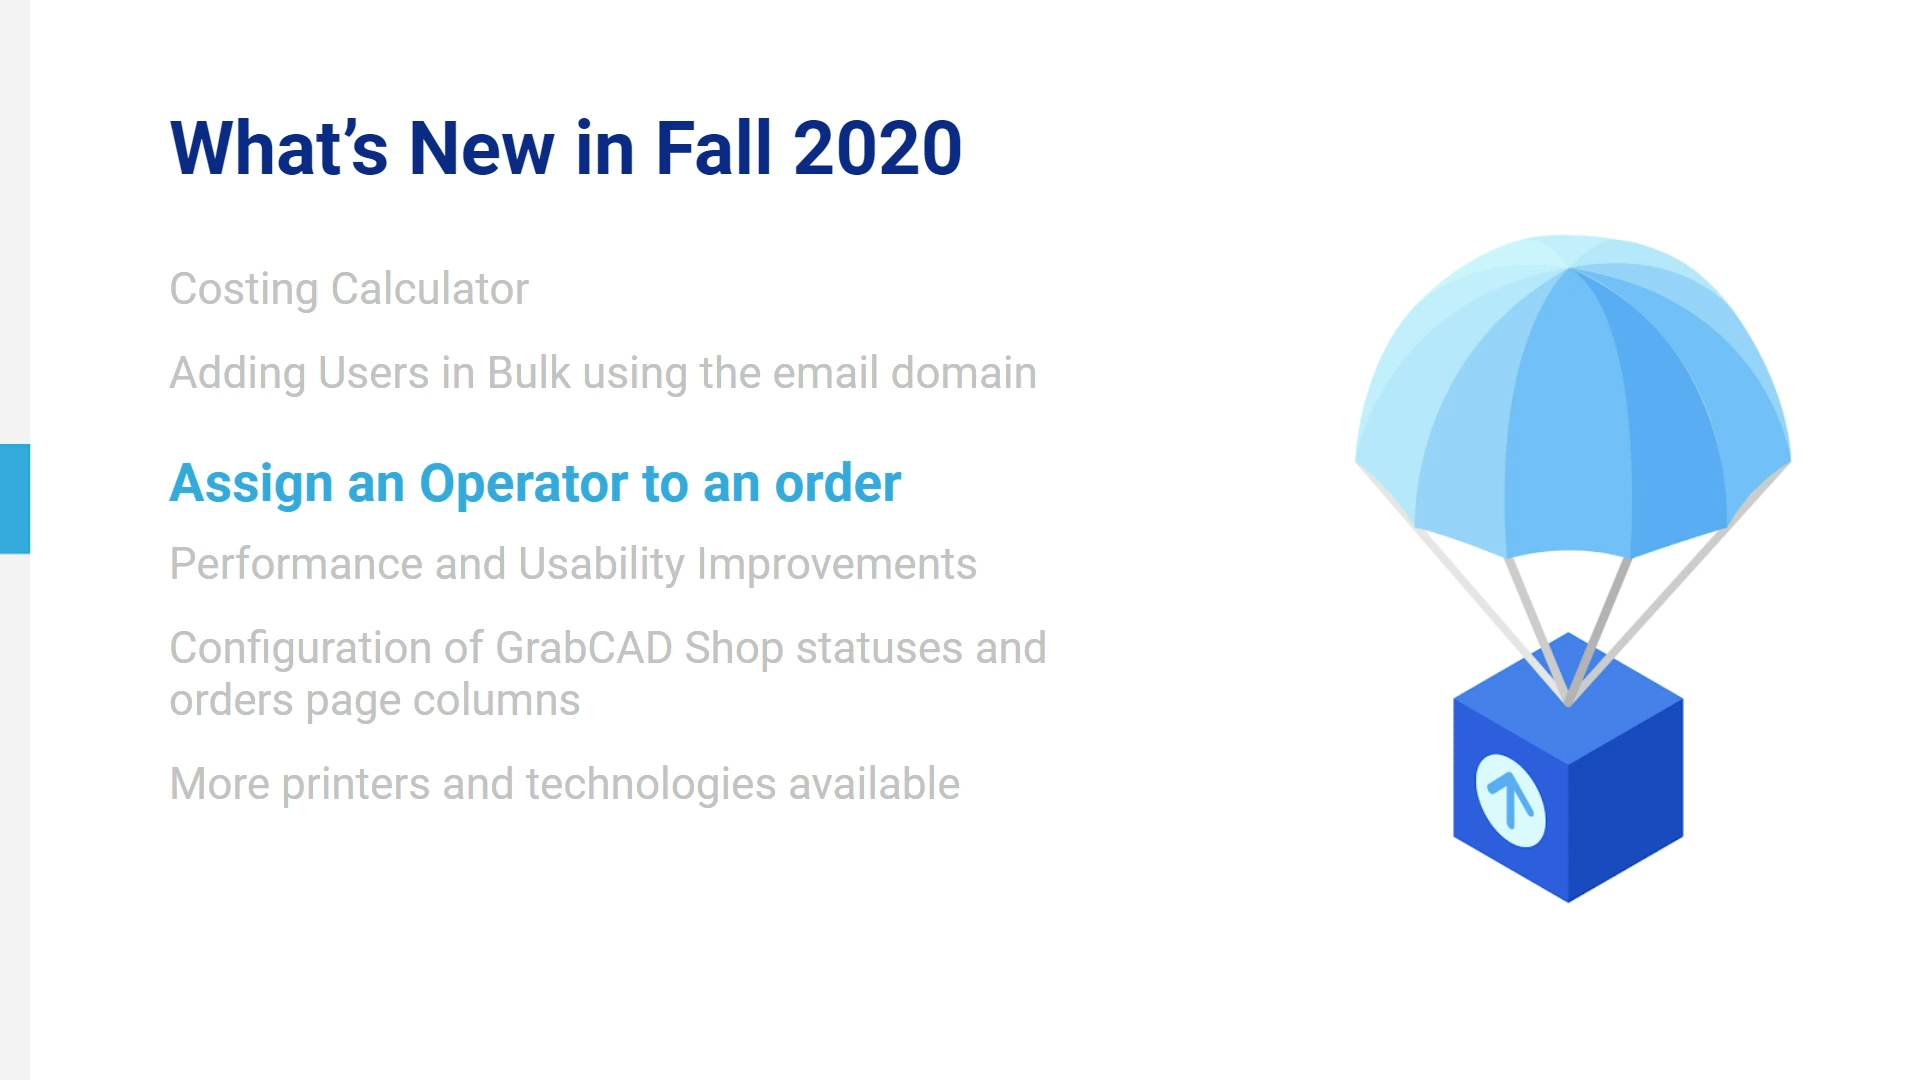 What’s New in Fall 2020
Costing Calculator
Adding Users in Bulk using the email domain
Assign an Operator to an order
Performance and Usability Improvements
Configuration of GrabCAD Shop statuses and
orders page columns
More printers and technologies available